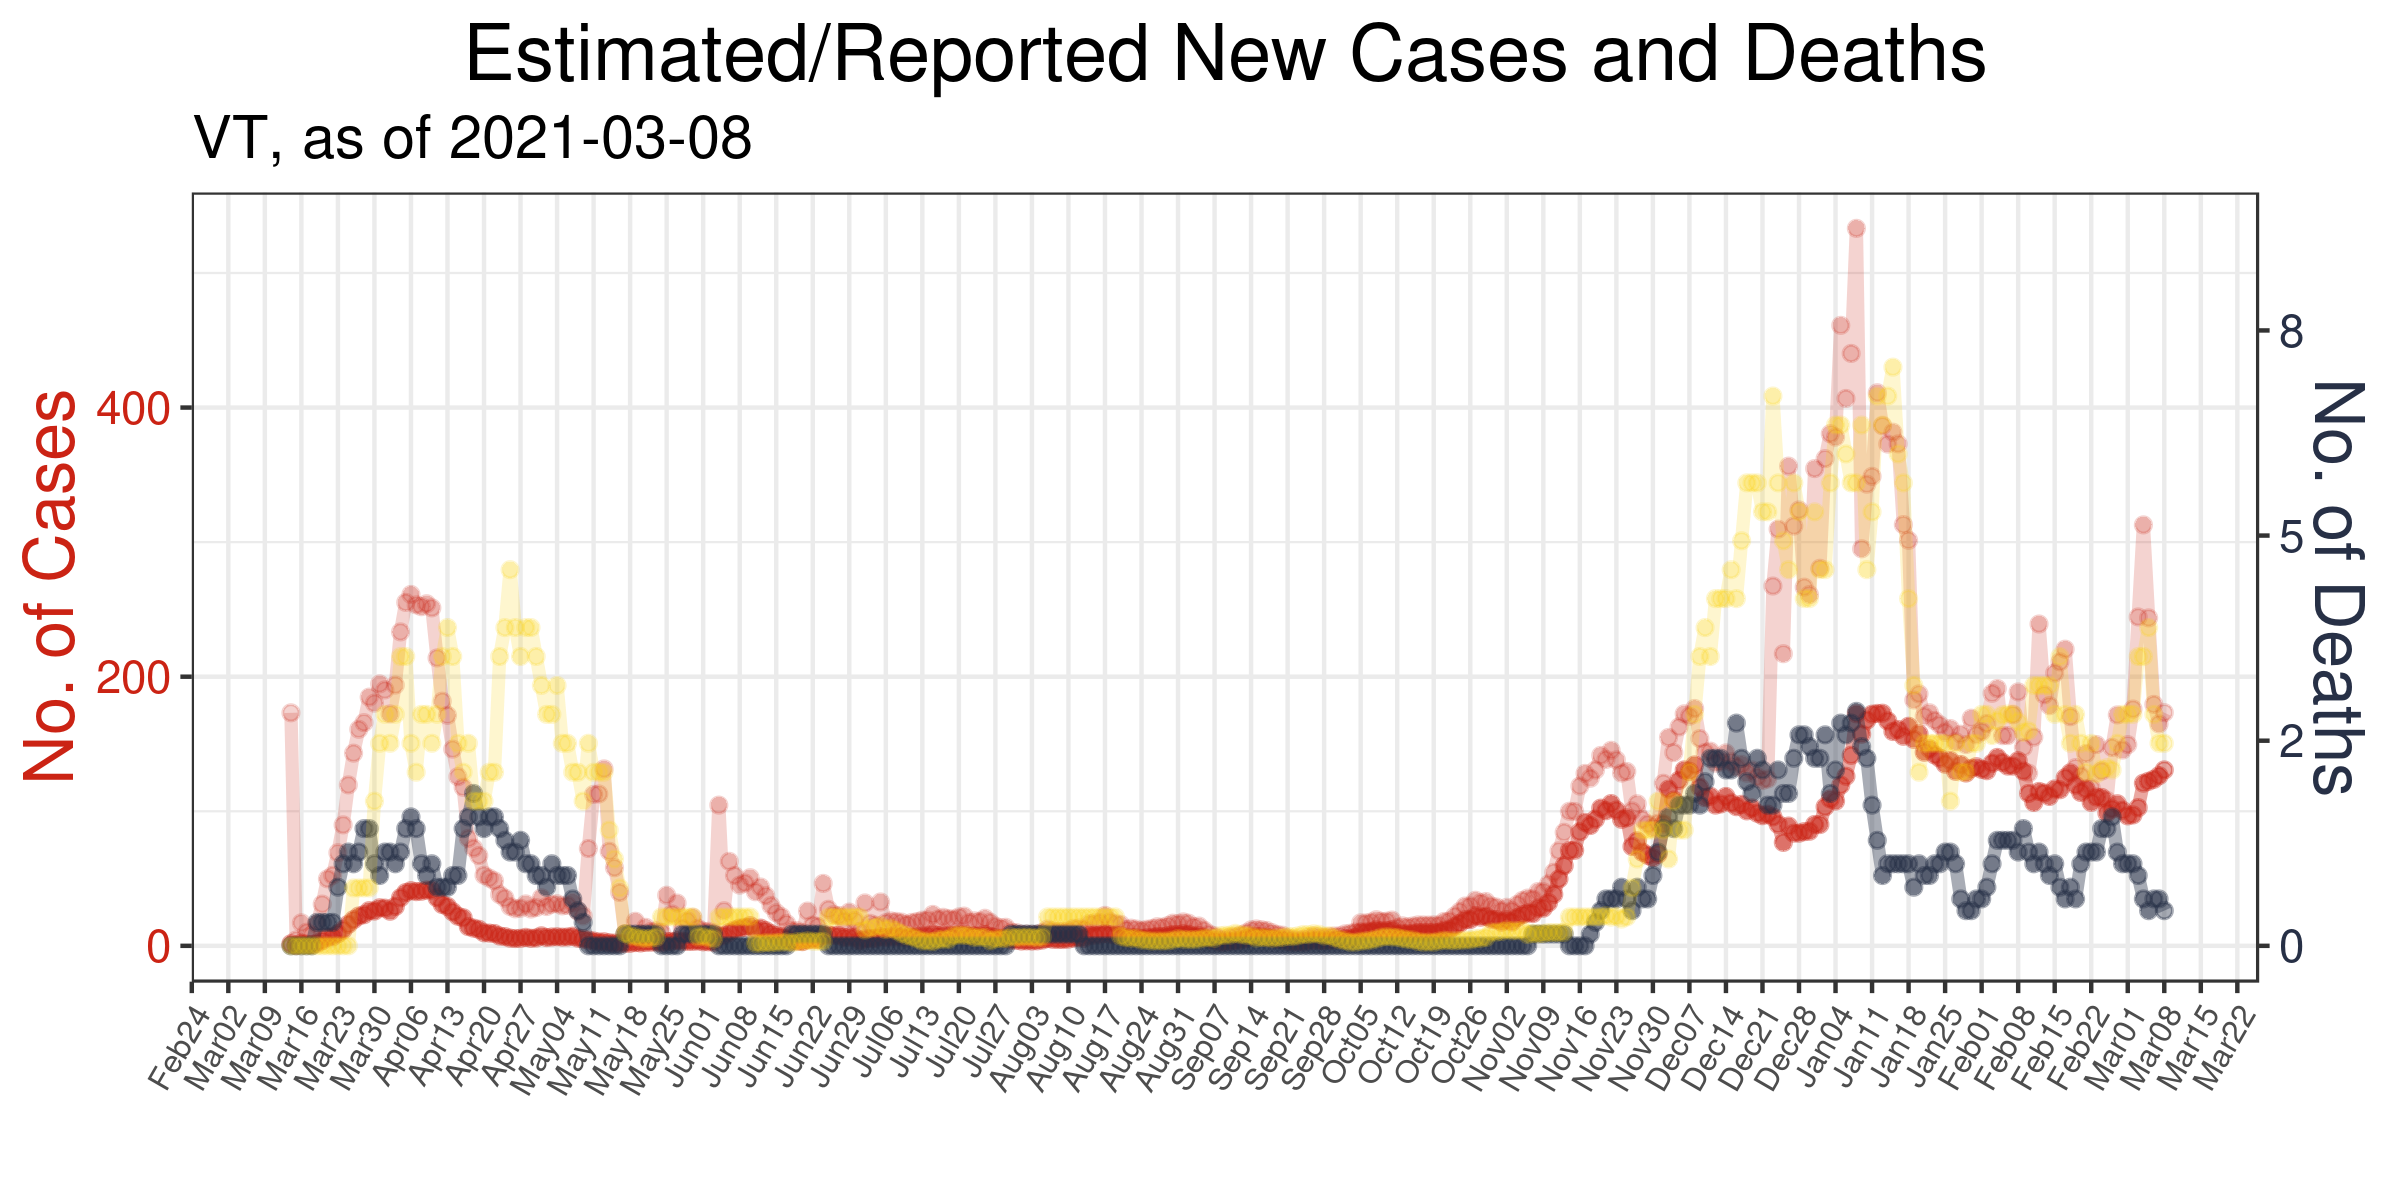 Estimated/Reported New Cases and Deaths
VT, as of 2021-03-08
No. of Cases
400
200
0
8
5
2
0
No. of Deaths
Feb24
Mar02
Mar09
Mar16
Mar23
Mar30
Apr06
Apr13
Apr20
Apr27
May04
May11
May18
May25
Jun01
Jun08
Jun15
Jun22
Jun29
Jul06
Jul13
Jul20
Jul27
Aug03
Aug10
Aug17
Aug24
Aug31
Sep07
Sep14
Sep21
Sep28
Oct05
Oct12
Oct19
Oct26
Nov02
Nov09
Nov16
Nov23
Nov30
Dec07
Dec14
Dec21
Dec28
Jan04
Jan11
Jan18
Jan25
Feb01
Feb08
Feb15
Feb22
Mar01
Mar08
Mar15
Mar22